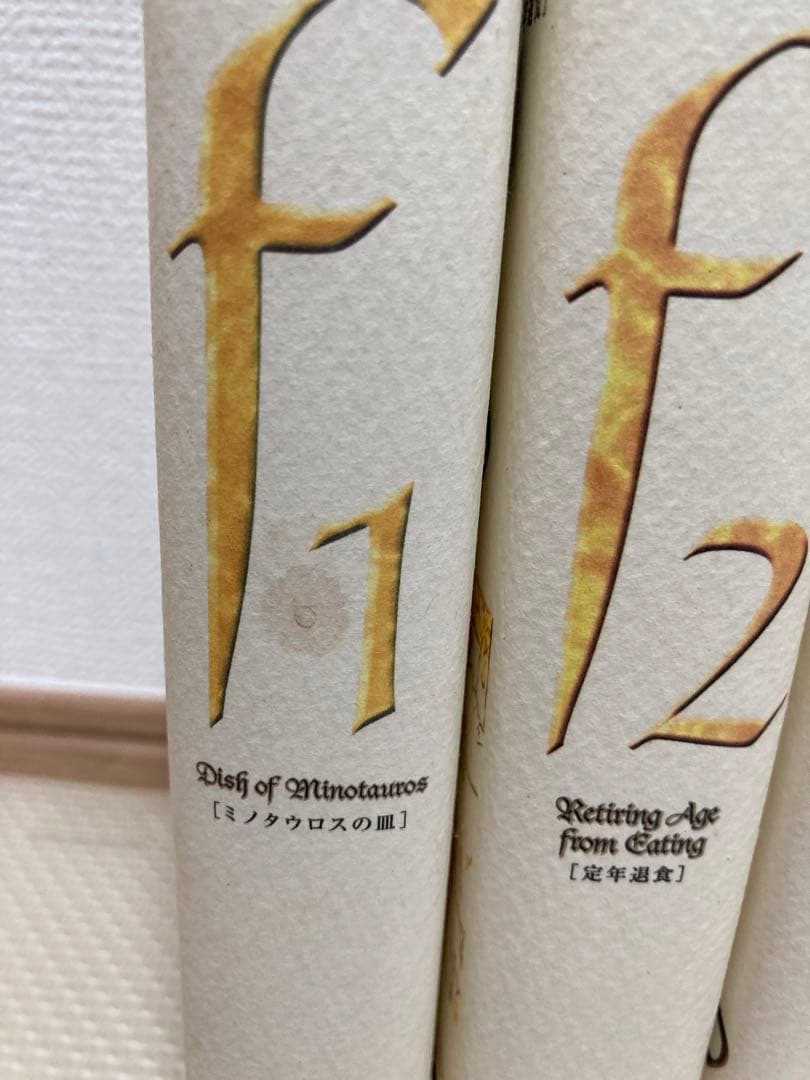 f
1
Dish of Minotauros
[ミノタウロスの皿]
f
2
Retiring Age
from Eating
[定年退食]